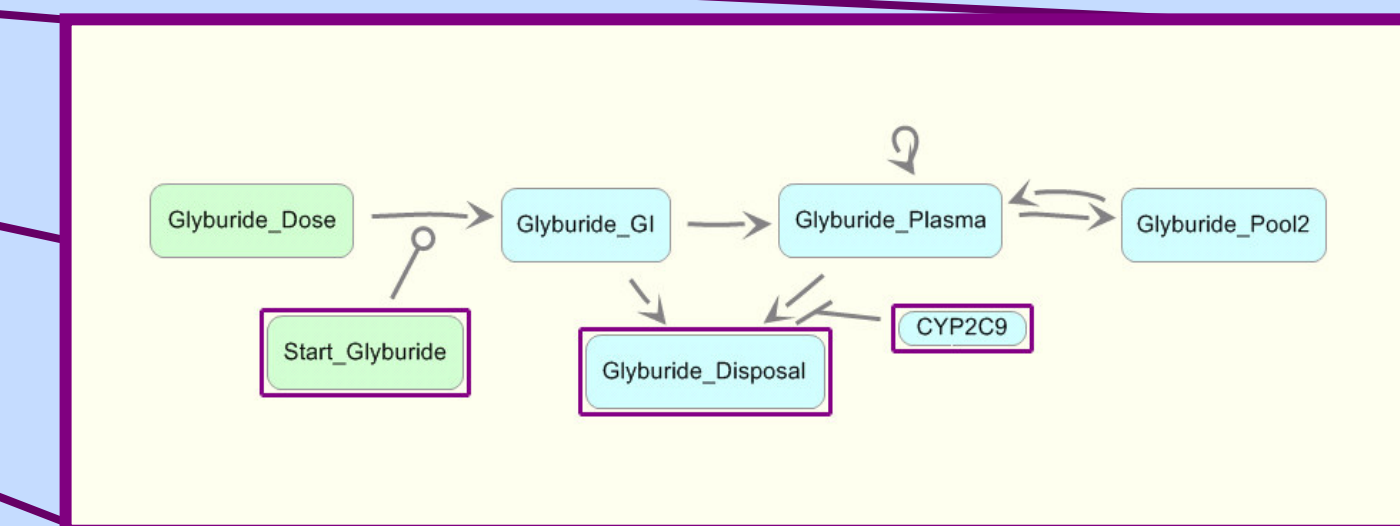 Glyburide_Dose
Glyburide_GI
Glyburide_Plasma
Glyburide_Pool2
Start_Glyburide
Glyburide_Disposal
CYP2C9